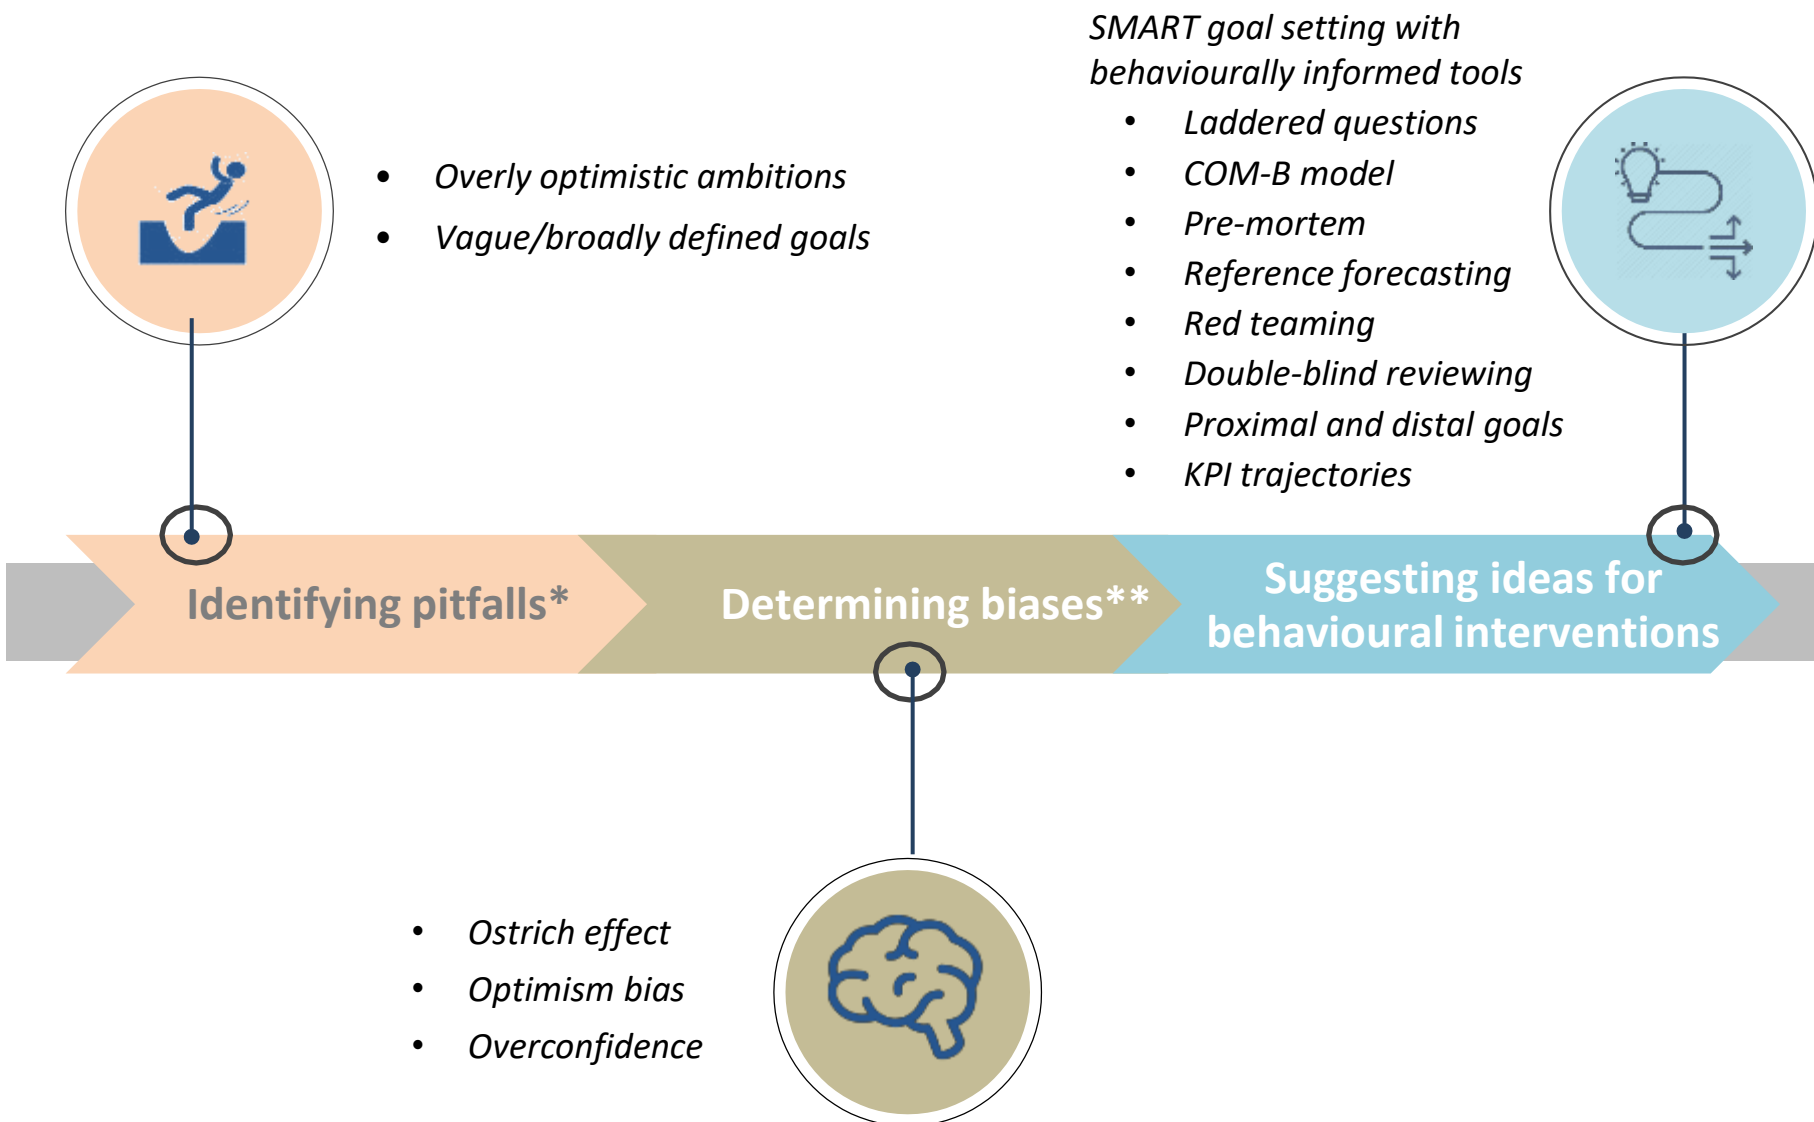 SMART goal setting with
behaviourally informed tools
• Laddered questions
• COM-B model
• Pre-mortem
• Reference forecasting
• Red teaming
• Double-blind reviewing
• Proximal and distal goals
• KPI trajectories
• Overly optimistic ambitions
• Vague/broadly defined goals
Identifying pitfalls*
Determining biases**
Suggesting ideas for
behavioural interventions
• Ostrich effect
• Optimism bias
• Overconfidence